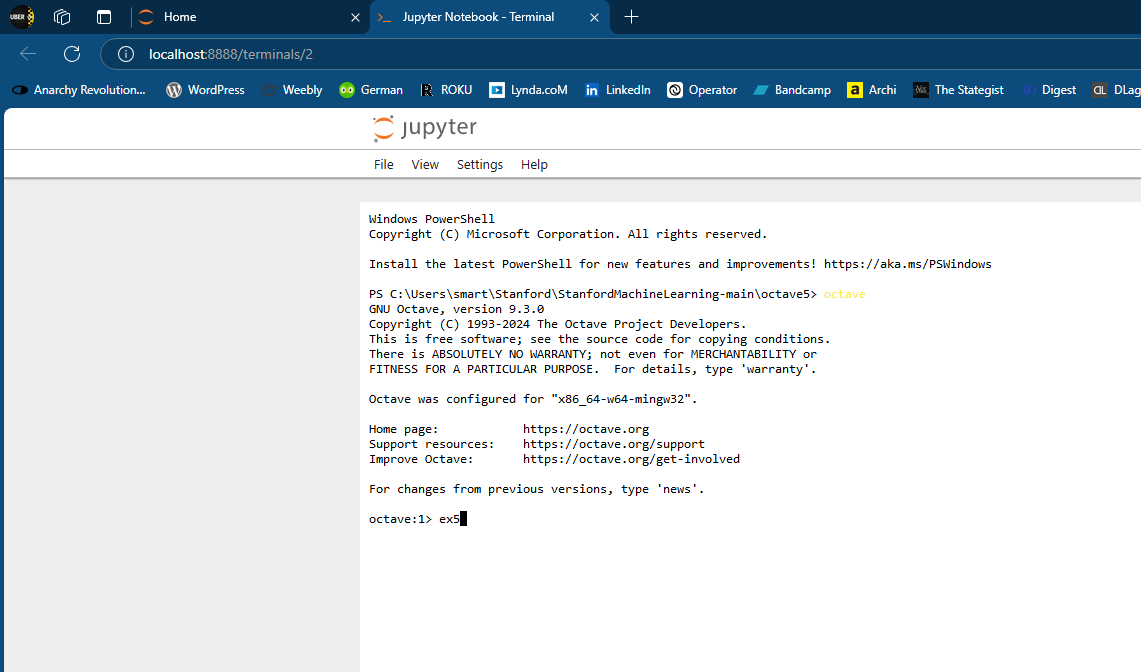 UBER
Home
>_ Jupyter Notebook - Terminal
localhost:8888/terminals/2
Anarchy Revolution... WordPress Weebly German ROKU Lynda.coM LinkedIn Operator Bandcamp Archi The Stategist Digest DLag
jupyter
File View Settings Help
Windows PowerShell
Copyright (C) Microsoft Corporation. All rights reserved.
Install the latest PowerShell for new features and improvements! https://aka.ms/PSWindows
PS C:\Users\smart\Stanford\StanfordMachineLearning-main\octave5> octave
GNU Octave, version 9.3.0
Copyright (C) 1993-2024 The Octave Project Developers.
This is free software; see the source code for copying conditions.
There is ABSOLUTELY NO WARRANTY; not even for MERCHANTABILITY or
FITNESS FOR A PARTICULAR PURPOSE.  For details, type 'warranty'.
Octave was configured for "x86_64-w64-mingw32".
Home page:            https://octave.org
Support resources:    https://octave.org/support
Improve Octave:       https://octave.org/get-involved
For changes from previous versions, type 'news'.
octave:1> ex5